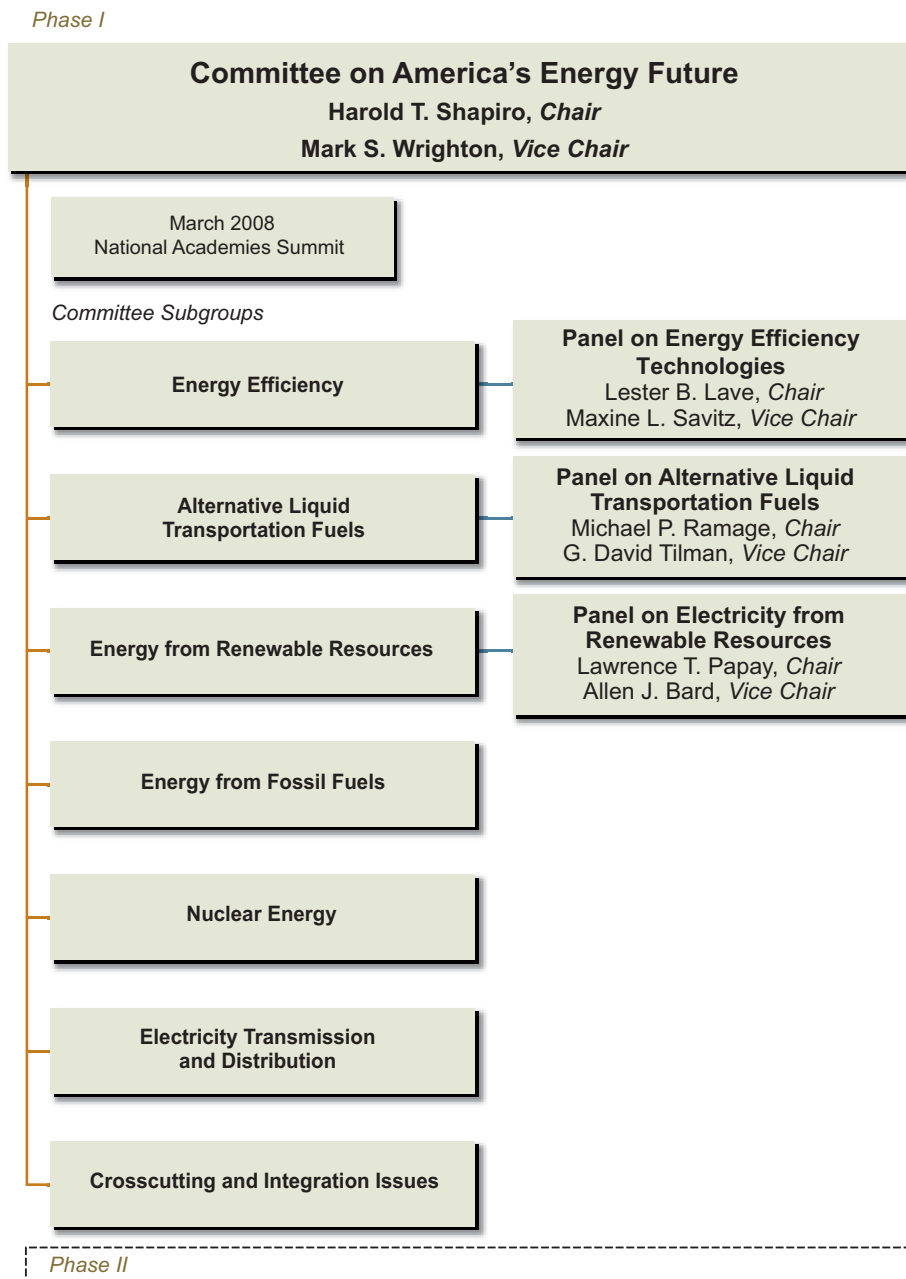 Phase I
Committee on America's Energy Future
Harold T. Shapiro, Chair
Mark S. Wrighton, Vice Chair
March 2008
National Academies Summit
Committee Subgroups
Energy Efficiency
Panel on Energy Efficiency
Technologies
Lester B. Lave, Chair
Maxine L. Savitz, Vice Chair
Alternative Liquid
Transportation Fuels
Panel on Alternative Liquid
Transportation Fuels
Michael P. Ramage, Chair
G. David Tilman, Vice Chair
Energy from Renewable Resources
Panel on Electricity from
Renewable Resources
Lawrence T. Papay, Chair
Allen J. Bard, Vice Chair
Energy from Fossil Fuels
Nuclear Energy
Electricity Transmission
and Distribution
Crosscutting and Integration Issues
Phase II